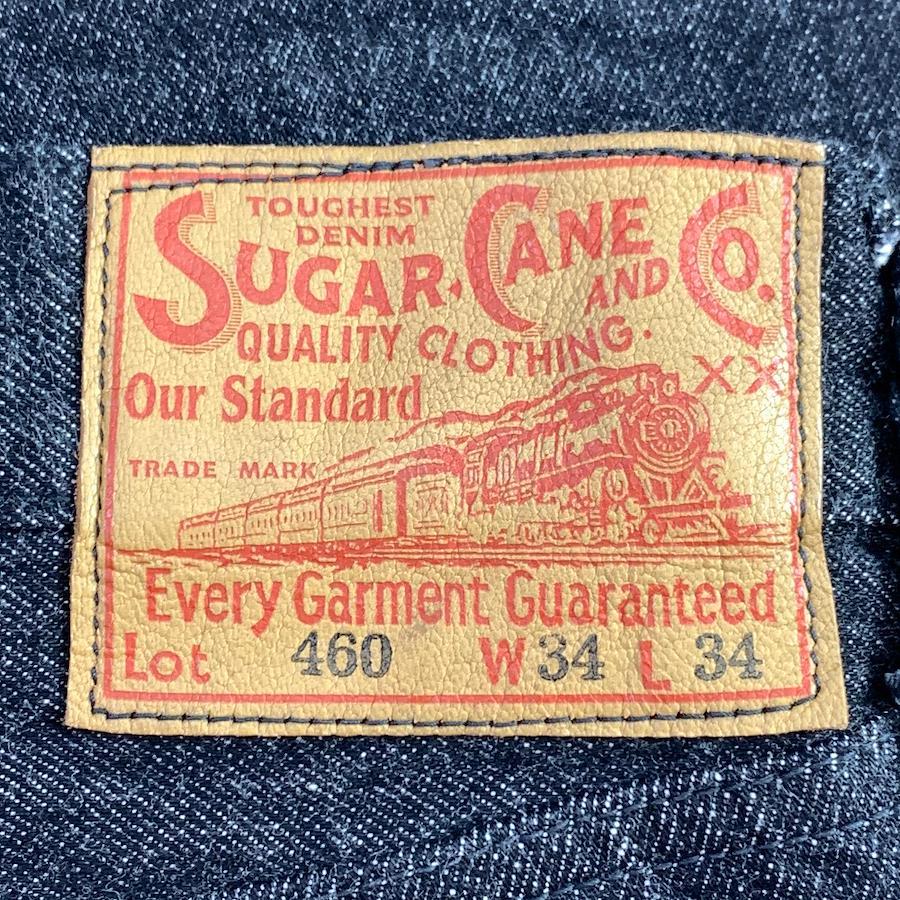 TOUGHEST
DENIM
SUGAR CANE
AND Co.
QUALITY CLOTHING.
XX
Our Standard
TRADE MARK
Every Garment Guaranteed
Lot 460 W 34 L 34